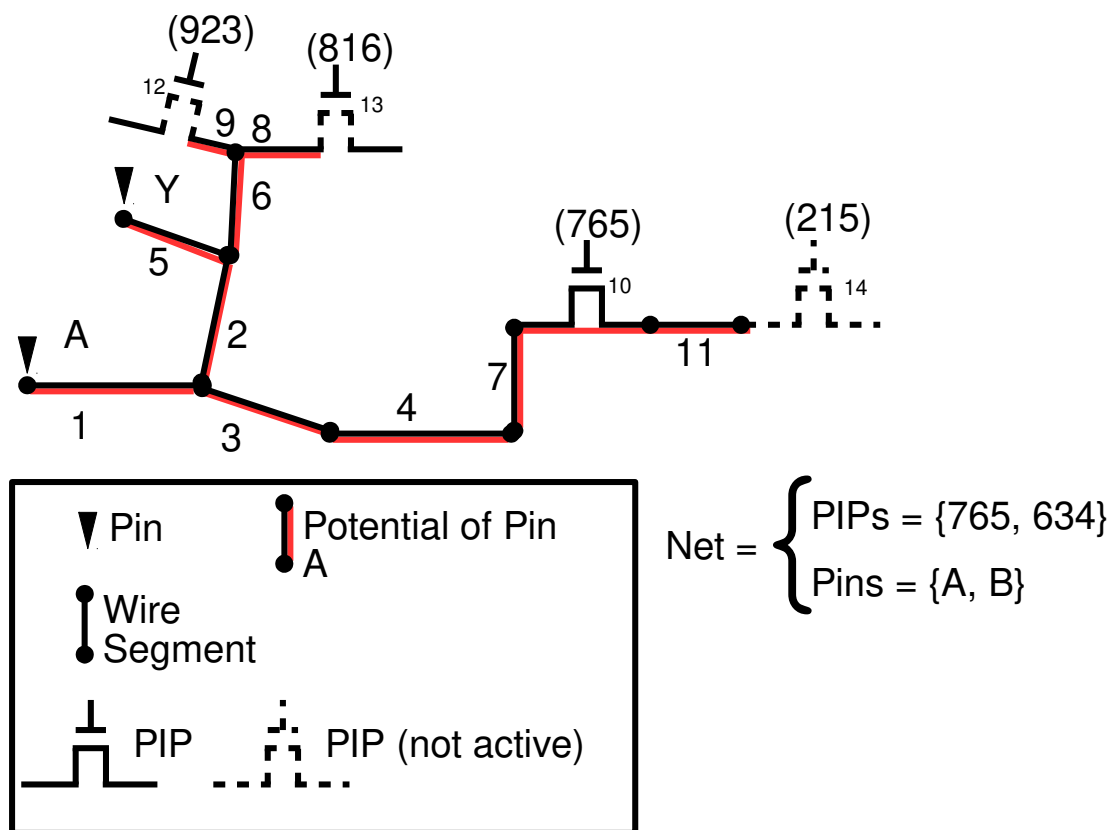 (923)
(816)
12
13
9
8
Y
6
5
(765)
(215)
10
14
A
2
11
7
1
3
4
Pin
Potential of Pin
A
Wire
Segment
PIP
PIP (not active)
Net =
PIPs = {765, 634}
Pins = {A, B}